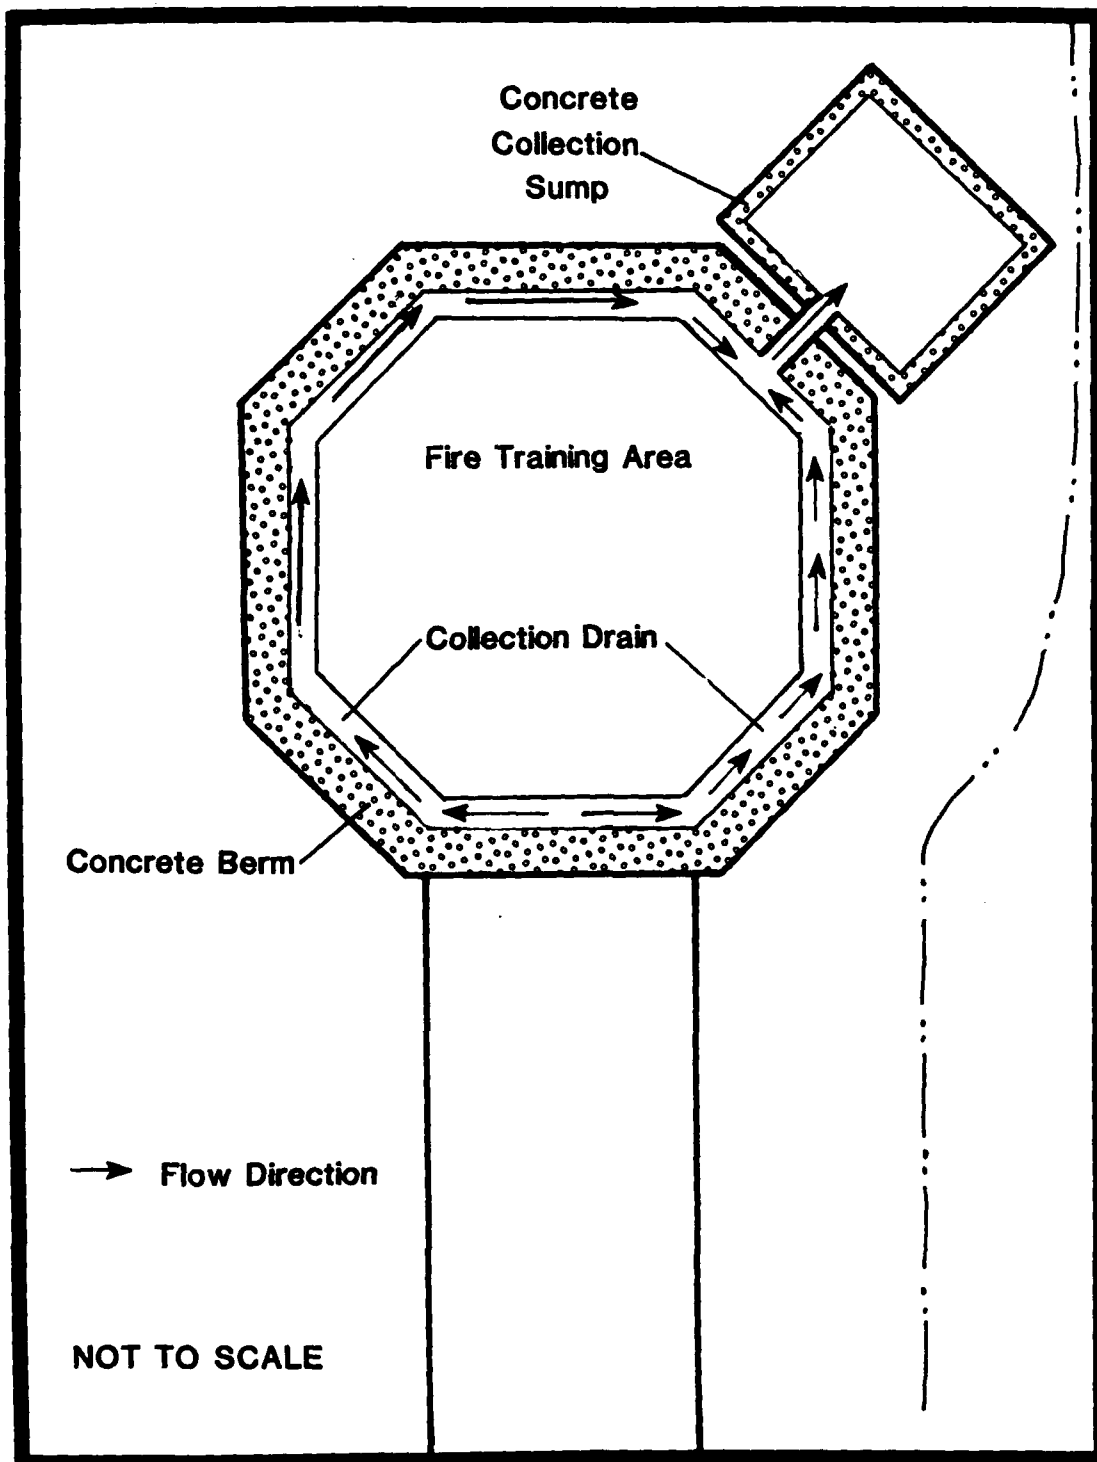 Concrete
Collection
Sump
Fire Training Area
Collection Drain
Concrete Berm
Flow Direction
NOT TO SCALE